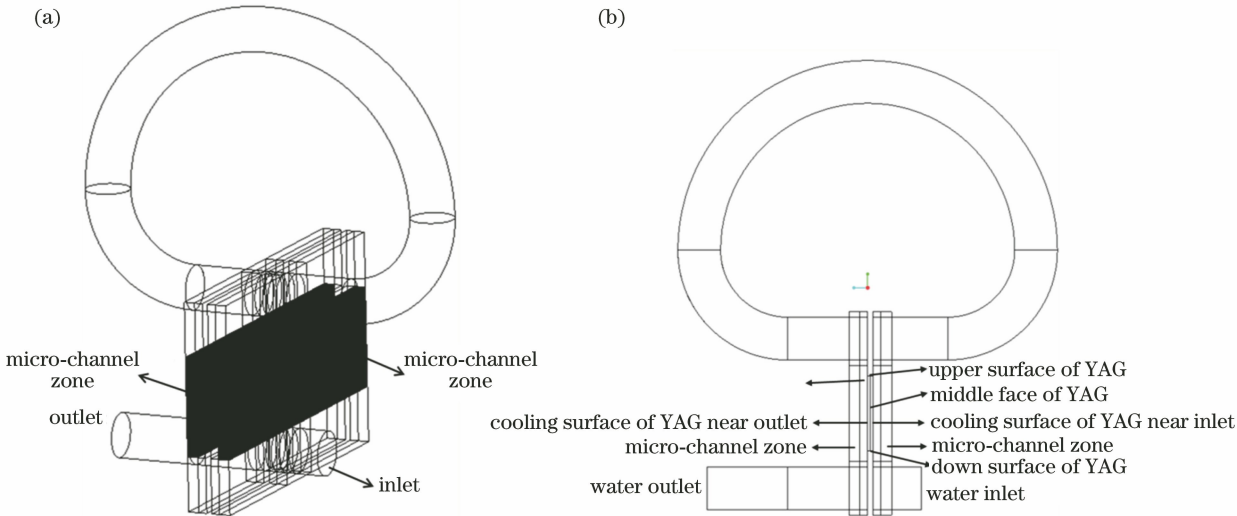 (a)
micro-channel
zone
micro-channel
zone
outlet
inlet
(b)
upper surface of YAG
middle face of YAG
cooling surface of YAG near outlet
cooling surface of YAG near inlet
micro-channel zone
micro-channel zone
down surface of YAG
water outlet
water inlet